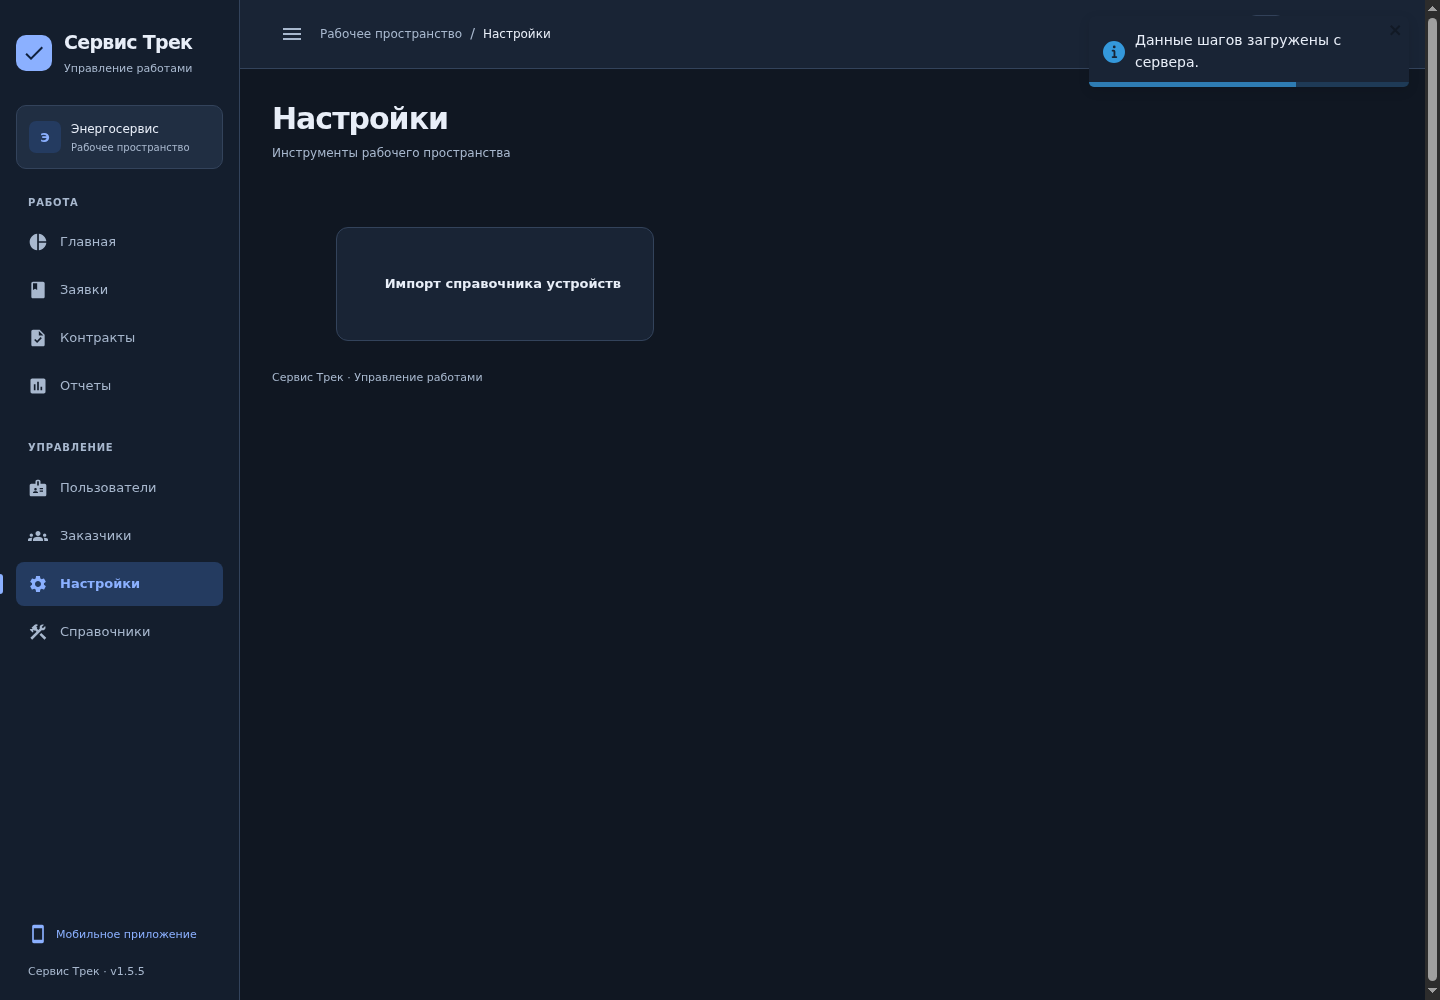 Сервис Трек
Управление работами
Э
Энергосервис
Рабочее пространство
РАБОТА
Главная
Заявки
Контракты
Отчеты
УПРАВЛЕНИЕ
Пользователи
Заказчики
Настройки
Справочники
Мобильное приложение
Сервис Трек · v1.5.5
Рабочее пространство / Настройки
Данные шагов загружены с
сервера.
Настройки
Инструменты рабочего пространства
Импорт справочника устройств
Сервис Трек · Управление работами